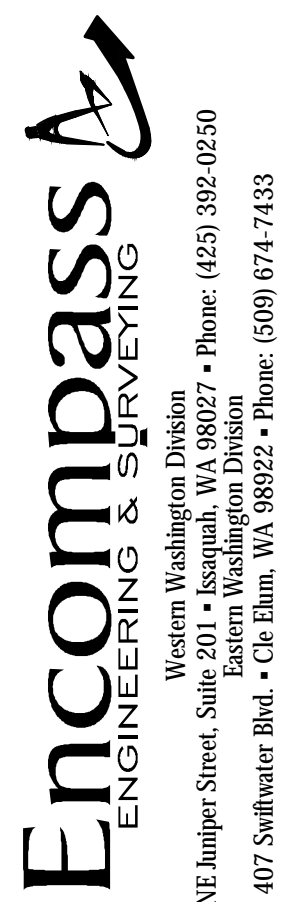 Encompass
ENGINEERING & SURVEYING
Western Washington Division
NE Juniper Street, Suite 201 ▪ Issaquah, WA 98027 ▪ Phone: (425) 392-0250
Eastern Washington Division
407 Swiftwater Blvd. ▪ Cle Elum, WA 98922 ▪ Phone: (509) 674-7433